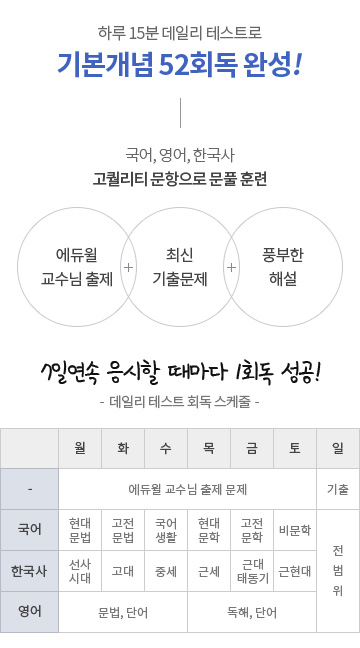 하루 15분 데일리 테스트로
기본개념 52회독 완성!
국어, 영어, 한국사
고퀄리티 문항으로 문풀 훈련
에듀윌
교수님 출제
+
최신
기출문제
+
풍부한
해설
7일연속 응시할 때마다 1회독 성공!
- 데일리 테스트 회독 스케줄 -
월 화 수 목 금 토 일
- 에듀윌 교수님 출제 문제 기출
국어 현대 문법 고전 문법 국어 생활 현대 문학 고전 문학 비문학 전 범 위
한국사 선사 시대 고대 중세 근세 근대 태동기 근현대
영어 문법, 단어 독해, 단어